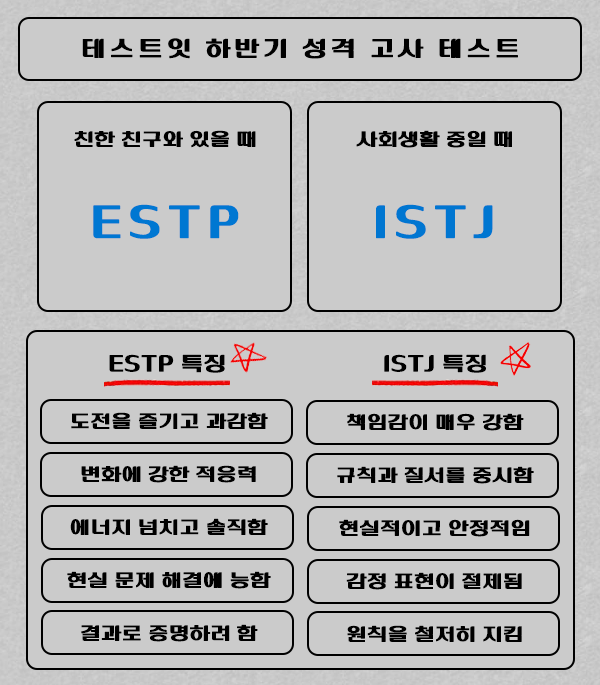 테스트잇 하반기 성격 고사 테스트
친한 친구와 있을 때
ESTP
사회생활 중일 때
ISTJ
ESTP 특징
도전을 즐기고 과감함
변화에 강한 적응력
에너지 넘치고 솔직함
현실 문제 해결에 능함
결과로 증명하려 함
ISTJ 특징
책임감이 매우 강함
규칙과 질서를 중시함
현실적이고 안정적임
감정 표현이 절제됨
원칙을 철저히 지킴